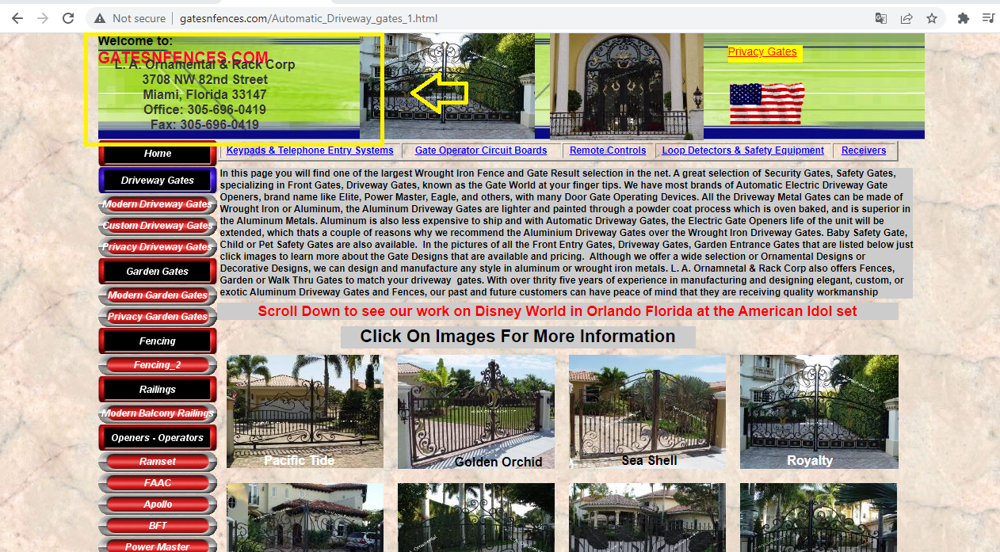 Not secure
gatesnfences.com/Automatic_Driveway_gates_1.html
Welcome to:
GATESNFENCES.COM
L. A. Ornamental & Rack Corp
3708 NW 82nd Street
Miami, Florida 33147
Office: 305-696-0419
Fax: 305-696-0419
Privacy Gates
Home
Driveway Gates
Modern Driveway Gates
Custom Driveway Gates
Privacy Driveway Gates
Garden Gates
Modern Garden Gates
Privacy Garden Gates
Fencing
Fencing_2
Railings
Modern Balcony Railings
Openers - Operators
Ramset
FAAC
Apollo
BFT
Power Master
Keypads & Telephone Entry Systems
Gate Operator Circuit Boards
Remote Controls
Loop Detectors & Safety Equipment
Receivers
In this page you will find one of the largest Wrought Iron Fence and Gate Result selection in the net. A great selection of Security Gates, Safety Gates,
specializing in Front Gates, Driveway Gates, known as the Gate World at your finger tips. We have most brands of Automatic Electric Driveway Gate
Openers, brand name like Elite, Power Master, Eagle, and others, with many Door Gate Operating Devices. All the Driveway Metal Gates can be made of
Wrought Iron or Aluminum, the Aluminum Driveway Gates are lighter and painted through a powder coat process which is oven baked, and is superior in
the Aluminum Metals. Aluminum is also less expensive to ship and with Automatic Driveway Gates, the Electric Gate Openers life of the unit will be
extended, which thats a couple of reasons why we recommend the Aluminium Driveway Gates over the Wrought Iron Driveway Gates. Baby Safety Gate,
Child or Pet Safety Gates are also available.  In the pictures of all the Front Entry Gates, Driveway Gates, Garden Entrance Gates that are listed below just
click images to learn more about the Gate Designs that are available and pricing.  Although we offer a wide selection or Ornamental Designs or
Decorative Designs, we can design and manufacture any style in aluminum or wrought iron metals. L. A. Ornamnetal & Rack Corp also offers Fences,
Garden or Walk Thru Gates to match your driveway  gates. With over thrity five years of experience in manufacturing and designing elegant, custom, or
exotic Aluminum Driveway Gates and Fences, our past and future customers can have peace of mind that they are receiving quality workmanship
Scroll Down to see our work on Disney World in Orlando Florida at the American Idol set
Click On Images For More Information
Pacific Tide
Golden Orchid
Sea Shell
Royalty